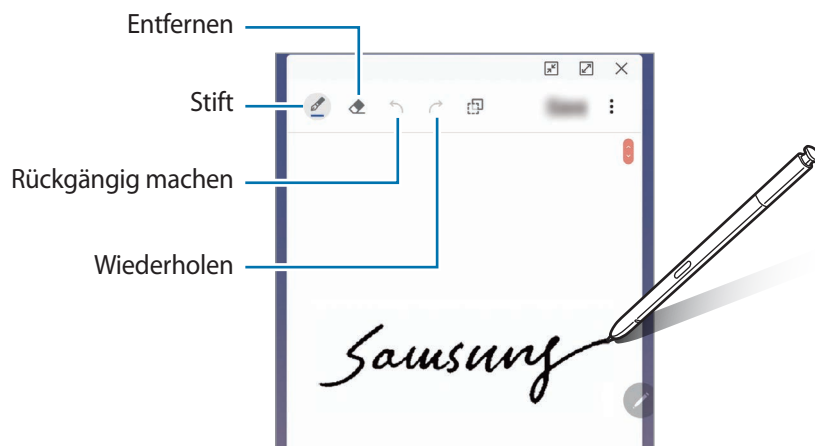 Entfernen
Stift
Rückgängig machen
Wiederholen
Samsung